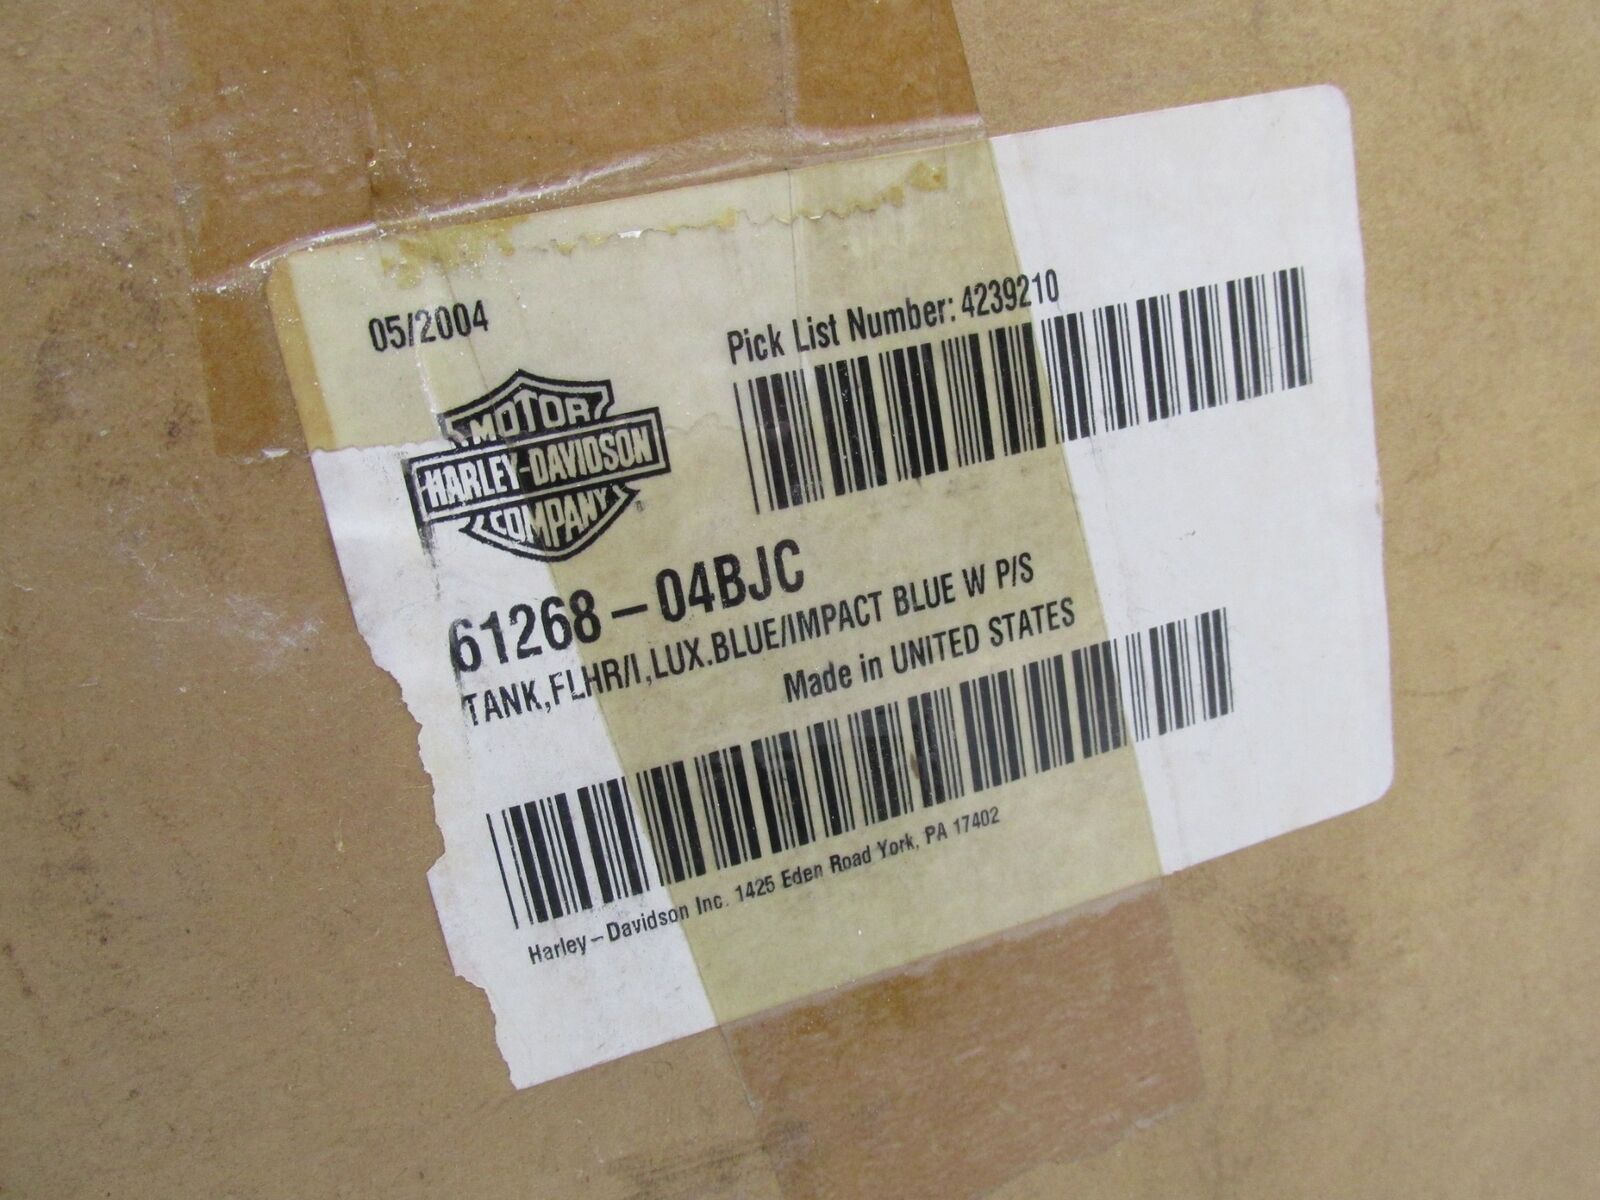 05/2004
Pick List Number: 4239210
MOTOR
HARLEY-DAVIDSON
COMPANY
61268-04BJC
TANK,FLHR/I,LUX.BLUE/IMPACT BLUE W P/S
Made in UNITED STATES
Harley-Davidson Inc. 1425 Eden Road York, PA 17402